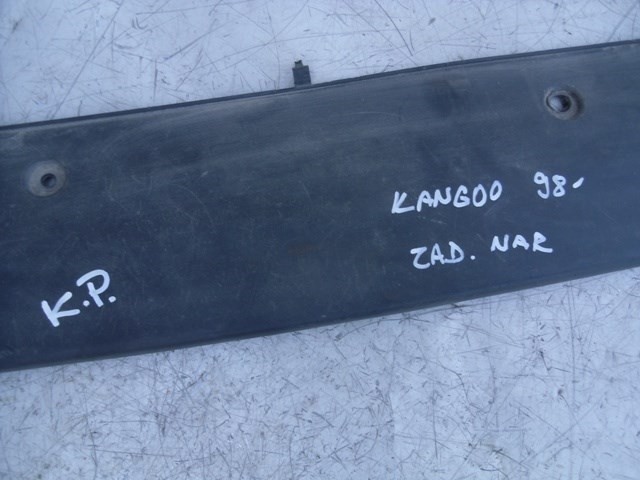 KANGOO 98-
ZAD. NAR
K.P.